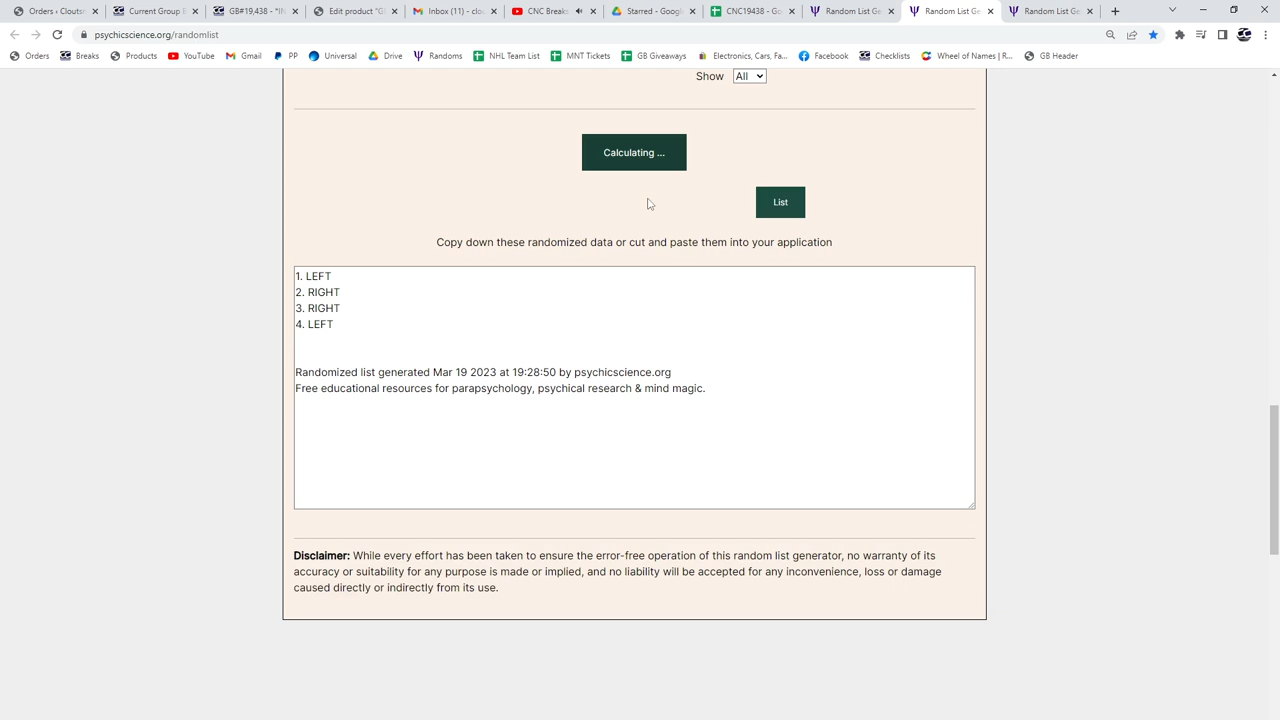 Orders ‹ Clouts
Current Group E
GB#19,438 - *IN
Edit product "G
Inbox (11) - clou
CNC Breaks
Starred - Google
CNC19438 - Go
Random List Ge
Random List Ge
Random List Ge
psychicscience.org/randomlist
Orders
Breaks
Products
YouTube
Gmail
PP
Universal
Drive
Randoms
NHL Team List
MNT Tickets
GB Giveaways
Electronics, Cars, Fa...
Facebook
Checklists
Wheel of Names | R...
GB Header
Show All
Calculating ...
List
Copy down these randomized data or cut and paste them into your application
1. LEFT
2. RIGHT
3. RIGHT
4. LEFT
Randomized list generated Mar 19 2023 at 19:28:50 by psychicscience.org
Free educational resources for parapsychology, psychical research & mind magic.
Disclaimer: While every effort has been taken to ensure the error-free operation of this random list generator, no warranty of its
accuracy or suitability for any purpose is made or implied, and no liability will be accepted for any inconvenience, loss or damage
caused directly or indirectly from its use.